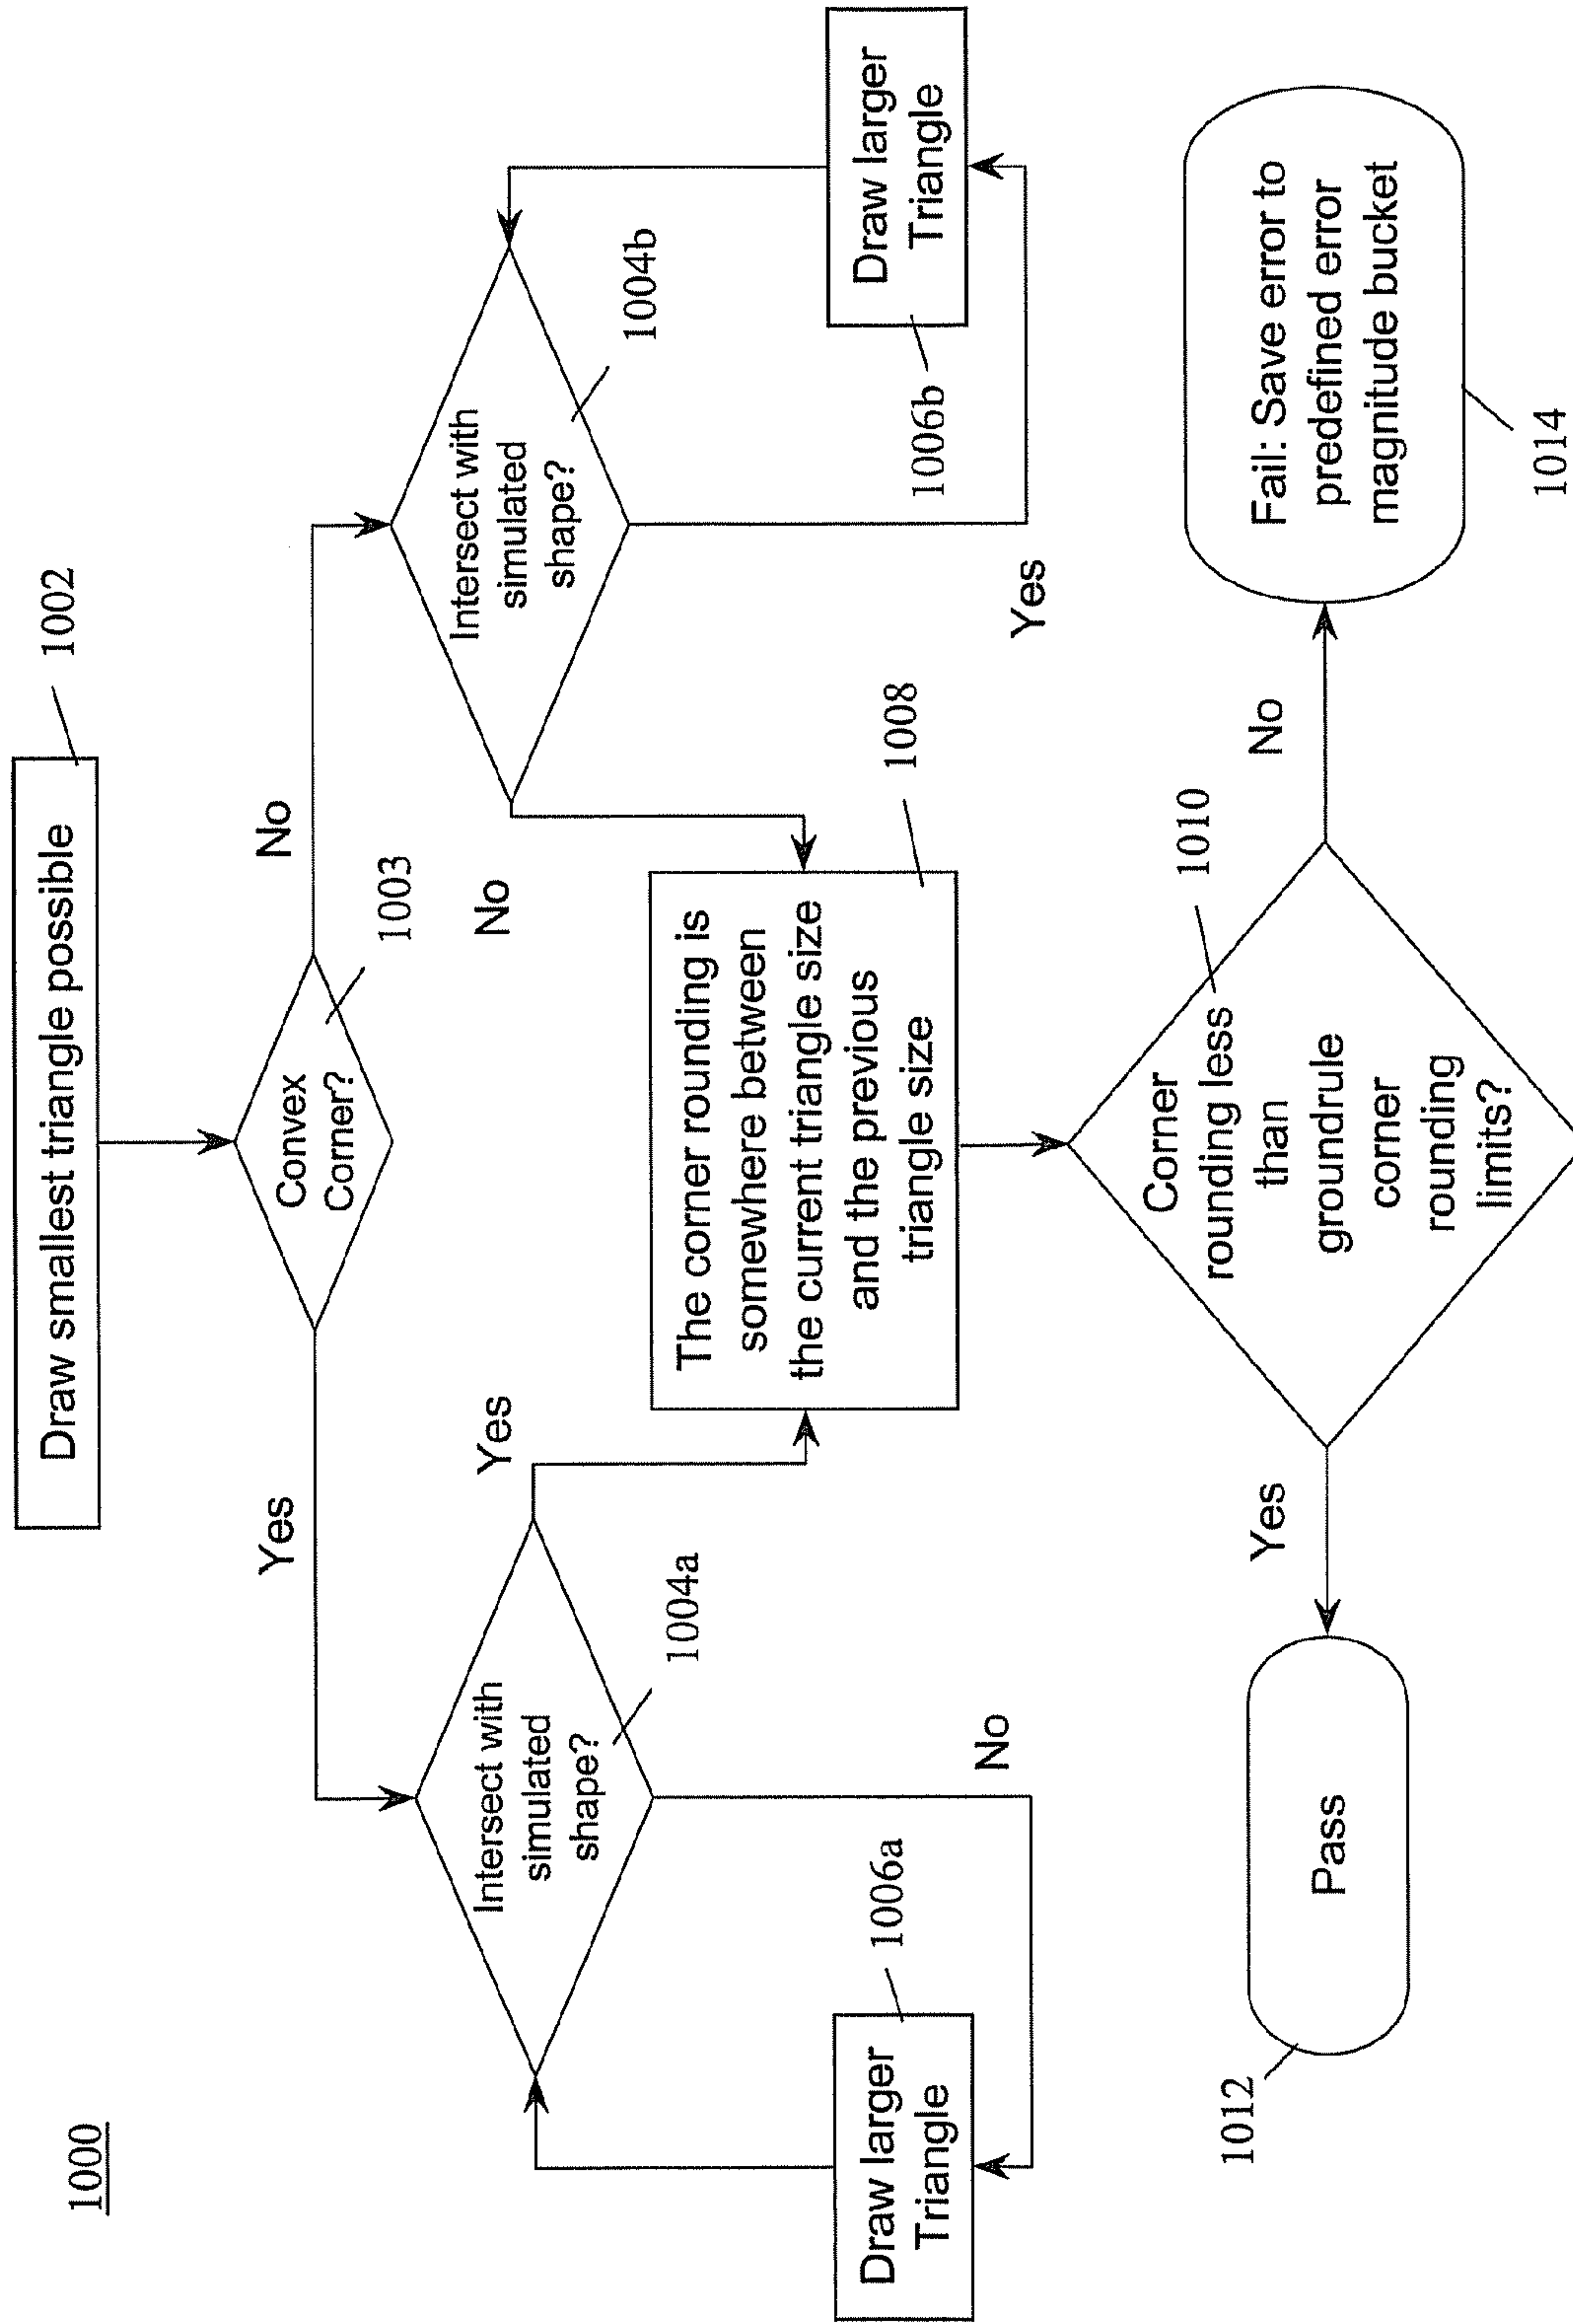 1000
Draw smallest triangle possible
1002
Convex
Corner?
1003
Yes
No
Intersect with
simulated
shape?
1004a
Yes
No
Draw larger
Triangle
1006a
Intersect with
simulated
shape?
1004b
No
Yes
Draw larger
Triangle
1006b
The corner rounding is
somewhere between
the current triangle size
and the previous
triangle size
1008
Corner
rounding less
than
groundrule
corner
rounding
limits?
1010
Yes
No
Pass
1012
Fail: Save error to
predefined error
magnitude bucket
1014